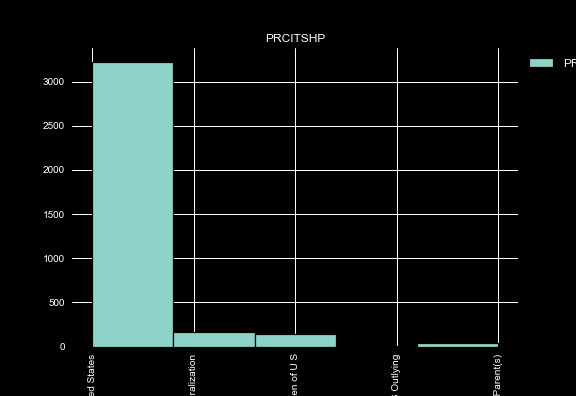 PRCITSHP
PR
3000
2500
2000
1500
1000
500
0
ed States
ralization
en of U S
S Outlying
Parent(s)